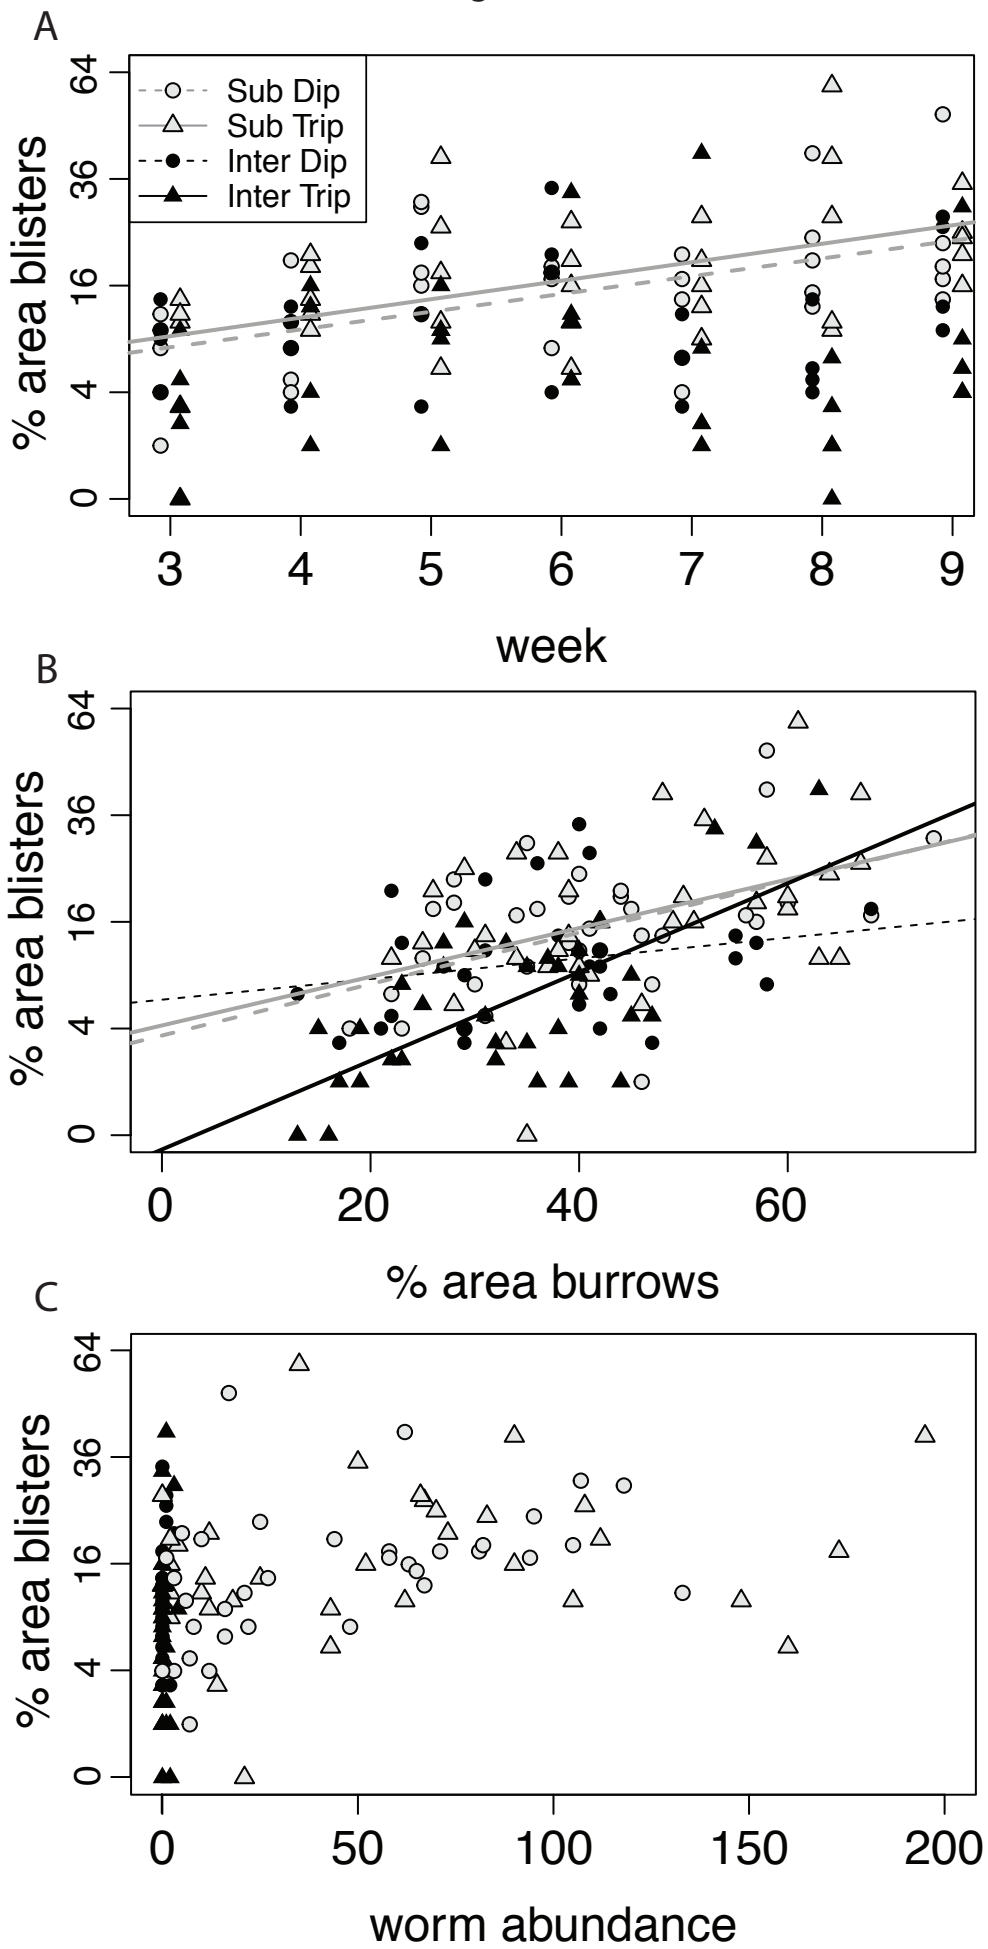 A
64
36
16
4
0
% area blisters
Sub Dip
Sub Trip
Inter Dip
Inter Trip
3 4 5 6 7 8 9
week
B
64
36
16
4
0
% area blisters
0 20 40 60
% area burrows
C
64
36
16
4
0
% area blisters
0 50 100 150 200
worm abundance